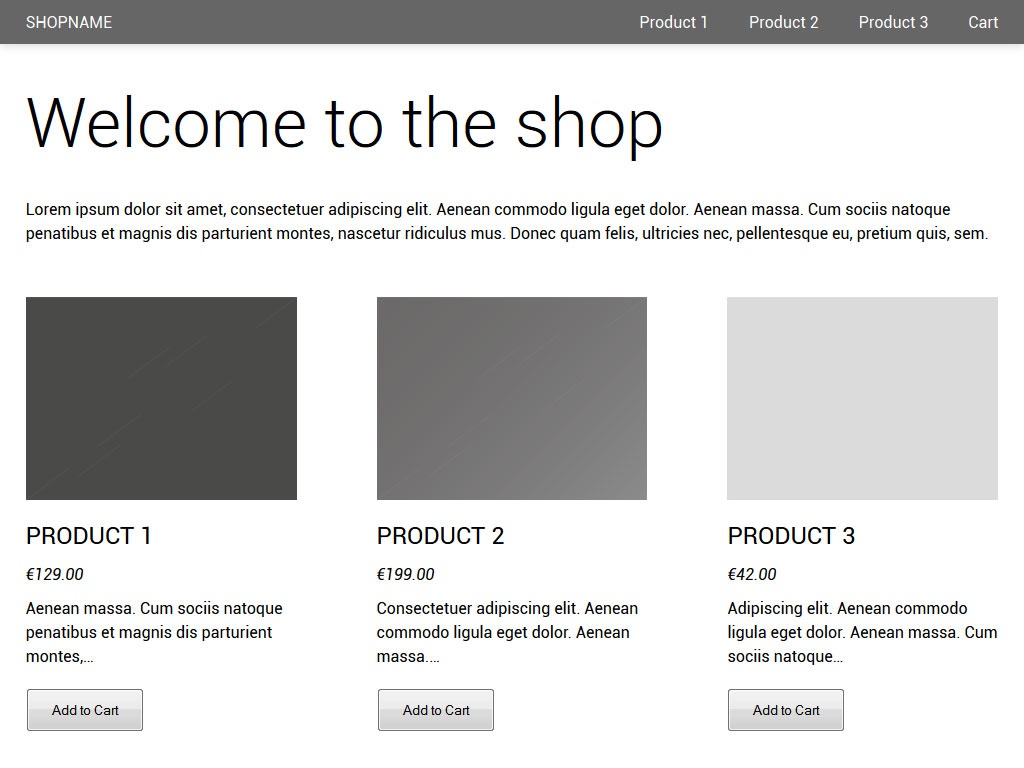 SHOPNAME Product 1 Product 2 Product 3 Cart
Welcome to the shop
Lorem ipsum dolor sit amet, consectetuer adipiscing elit. Aenean commodo ligula eget dolor. Aenean massa. Cum sociis natoque
penatibus et magnis dis parturient montes, nascetur ridiculus mus. Donec quam felis, ultricies nec, pellentesque eu, pretium quis, sem.
PRODUCT 1
€129.00
Aenean massa. Cum sociis natoque
penatibus et magnis dis parturient
montes,...
Add to Cart
PRODUCT 2
€199.00
Consectetuer adipiscing elit. Aenean
commodo ligula eget dolor. Aenean
massa....
Add to Cart
PRODUCT 3
€42.00
Adipiscing elit. Aenean commodo
ligula eget dolor. Aenean massa. Cum
sociis natoque...
Add to Cart